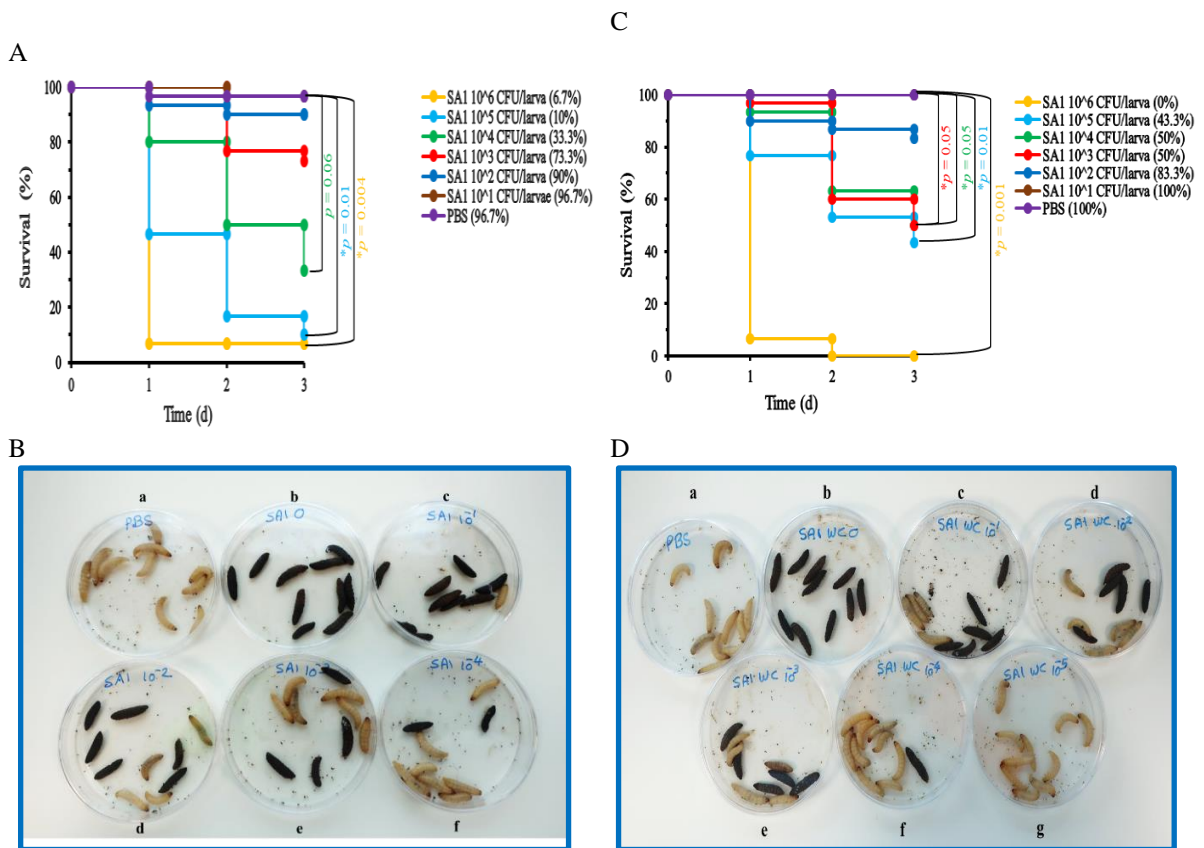 A
Survival (%)
100
80
60
40
20
0
0 1 2 3
Time (d)
p = 0.06
*p = 0.01
*p = 0.004
SA1 10^6 CFU/larva (6.7%)
SA1 10^5 CFU/larva (10%)
SA1 10^4 CFU/larva (33.3%)
SA1 10^3 CFU/larva (73.3%)
SA1 10^2 CFU/larva (90%)
SA1 10^1 CFU/larvae (96.7%)
PBS (96.7%)
C
Survival (%)
100
80
60
40
20
0
0 1 2 3
Time (d)
*p = 0.05
*p = 0.05
*p = 0.01
*p = 0.001
SA1 10^6 CFU/larva (0%)
SA1 10^5 CFU/larva (43.3%)
SA1 10^4 CFU/larva (50%)
SA1 10^3 CFU/larva (50%)
SA1 10^2 CFU/larva (83.3%)
SA1 10^1 CFU/larva (100%)
PBS (100%)
B
a b c
PBS SA1 0 SA1 10-1
SA1 10-2 SA1 10-3 SA1 10-4
d e f
D
a b c d
PBS SA1 WC 0 SA1 WC 10-1 SA1 WC 10-2
SA1 WC 10-3 SA1 WC 10-4 SA1 WC 10-5
e f g